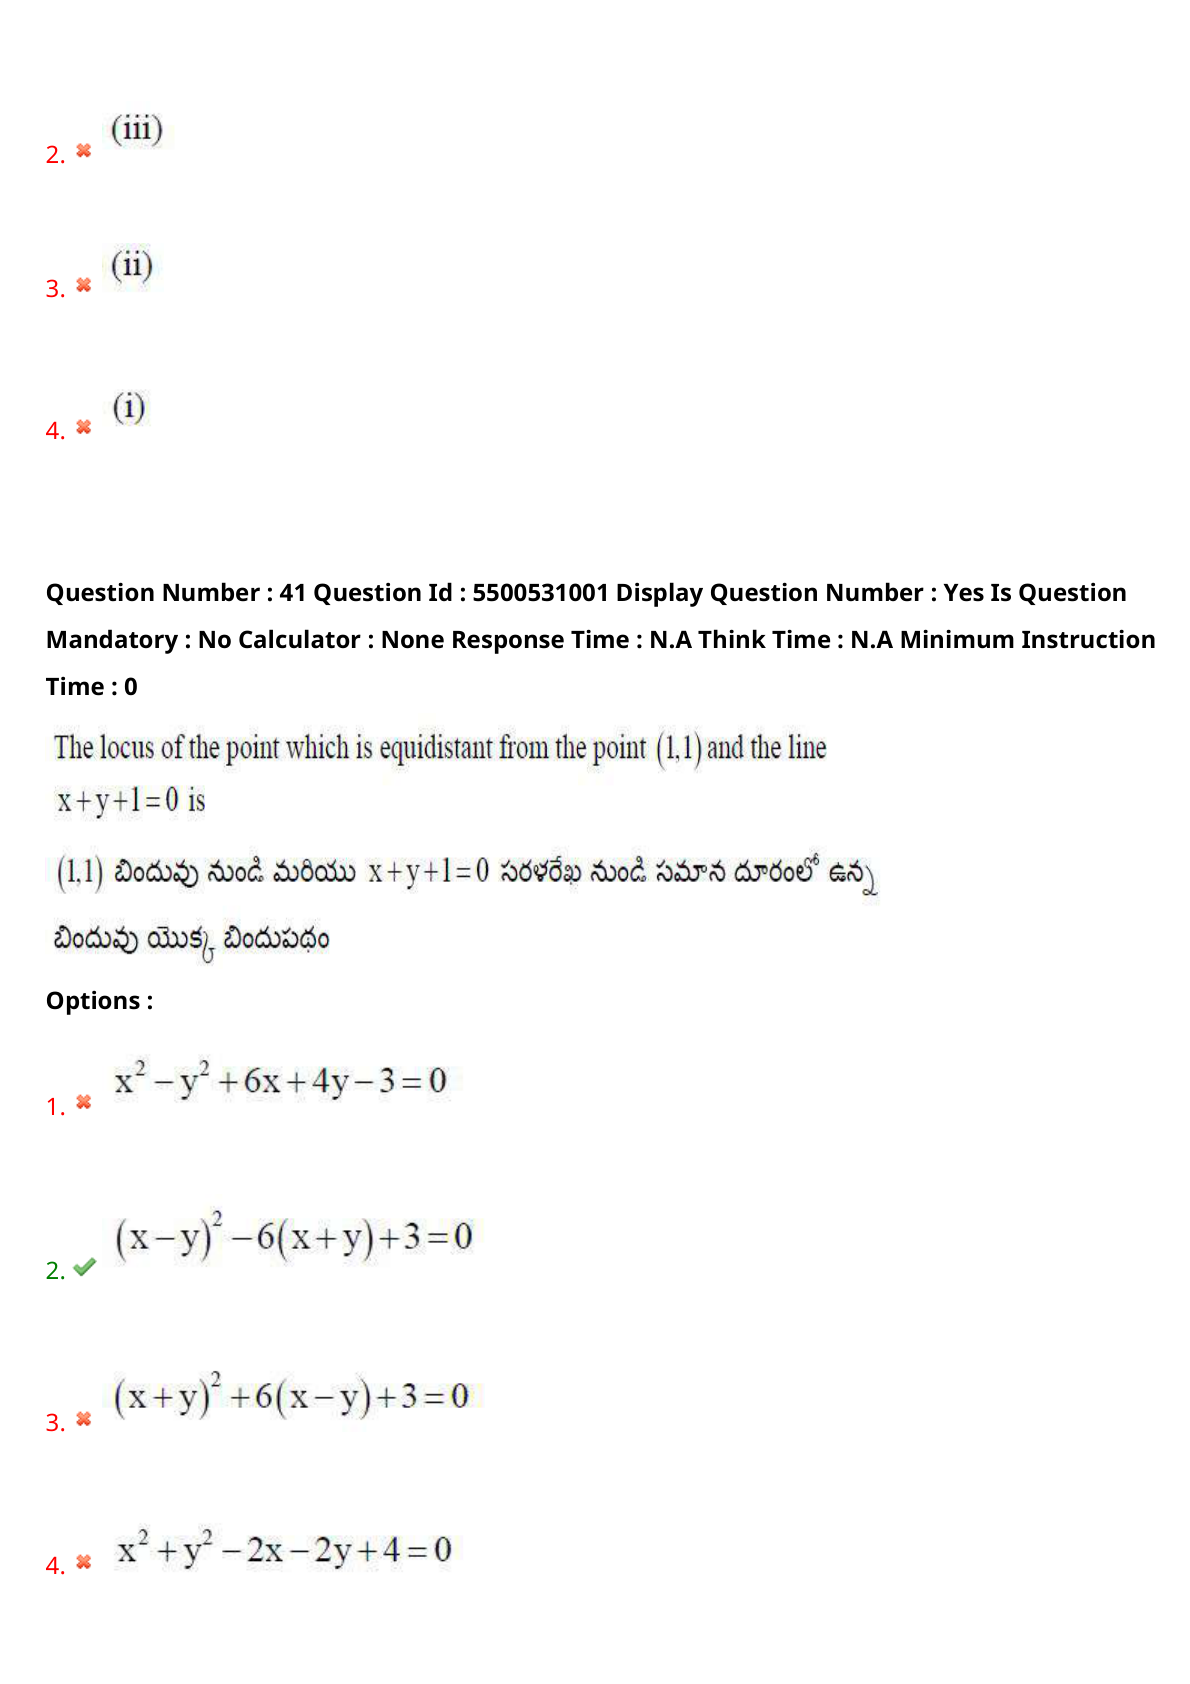 2. (iii)
3. (ii)
4. (i)
Question Number : 41 Question Id : 5500531001 Display Question Number : Yes Is Question
Mandatory : No Calculator : None Response Time : N.A Think Time : N.A Minimum Instruction
Time : 0
The locus of the point which is equidistant from the point (1,1) and the line
x+y+1=0 is
(1,1) బిందువు నుండి మరియు x+y+1=0 సరళరేఖ నుండి సమాన దూరంలో ఉన్న
బిందువు యొక్క బిందుపథం
Options :
1. x² − y² + 6x + 4y − 3 = 0
2. (x−y)² − 6(x+y) + 3 = 0
3. (x+y)² + 6(x−y) + 3 = 0
4. x² + y² − 2x − 2y + 4 = 0